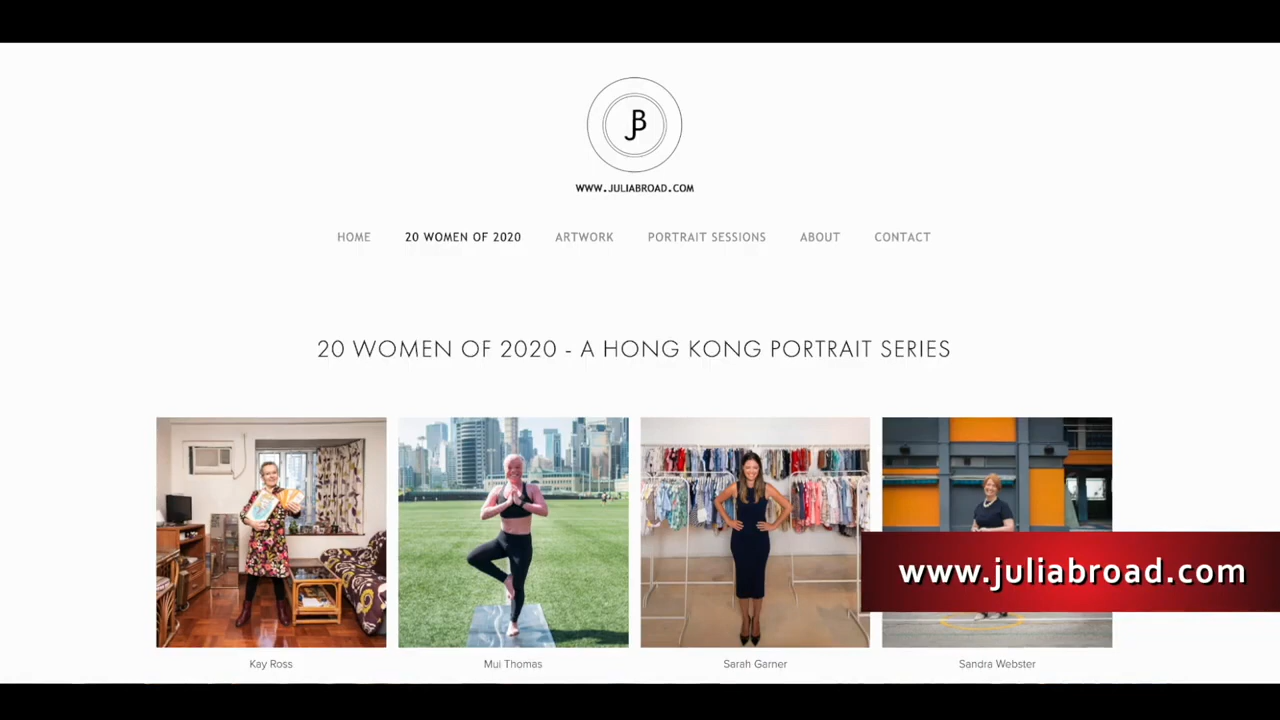 JB
WWW.JULIABROAD.COM
HOME 20 WOMEN OF 2020 ARTWORK PORTRAIT SESSIONS ABOUT CONTACT
20 WOMEN OF 2020 - A HONG KONG PORTRAIT SERIES
www.juliabroad.com
Kay Ross Mui Thomas Sarah Garner Sandra Webster